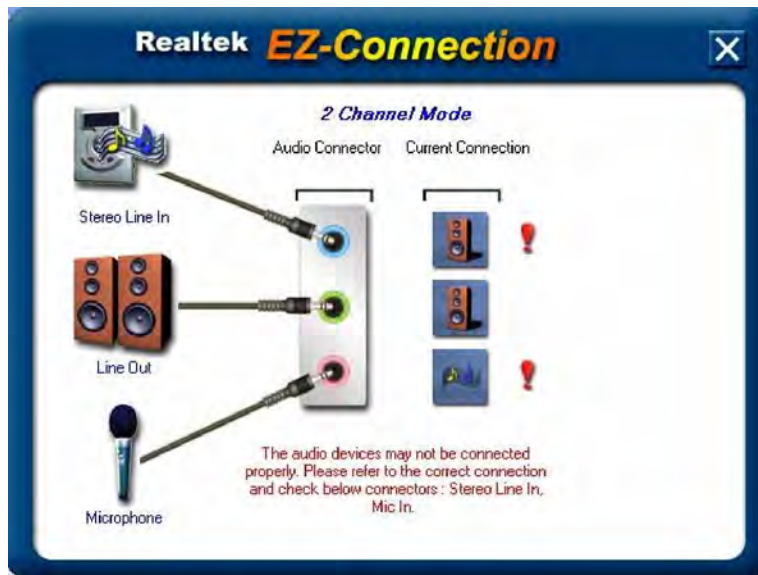 Realtek EZ-Connection
2 Channel Mode
Audio Connector Current Connection
Stereo Line In
Line Out
Microphone
The audio devices may not be connected
properly. Please refer to the correct connection
and check below connectors : Stereo Line In,
Mic In.